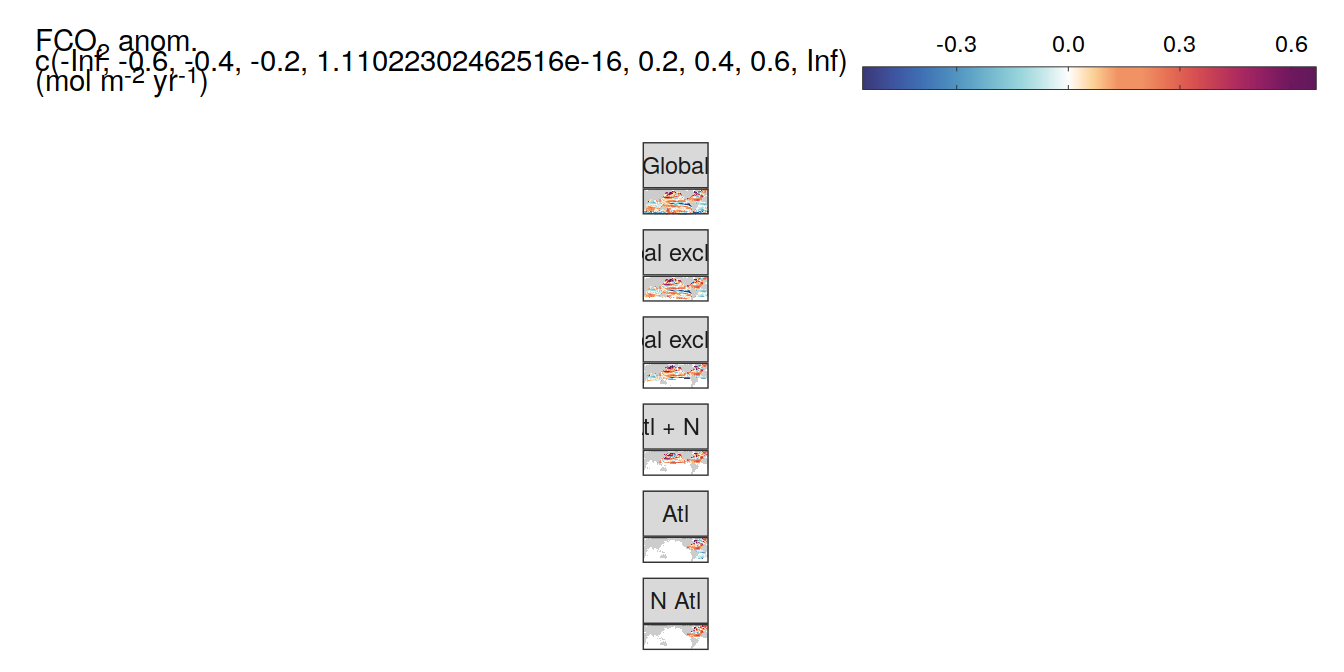 FCO₂ anom.
c(-Inf, -0.6, -0.4, -0.2, 1.11022302462516e-16, 0.2, 0.4, 0.6, Inf)
(mol m⁻² yr⁻¹)
-0.3 0.0 0.3 0.6
Global
al excl
al excl
tl + N
Atl
N Atl